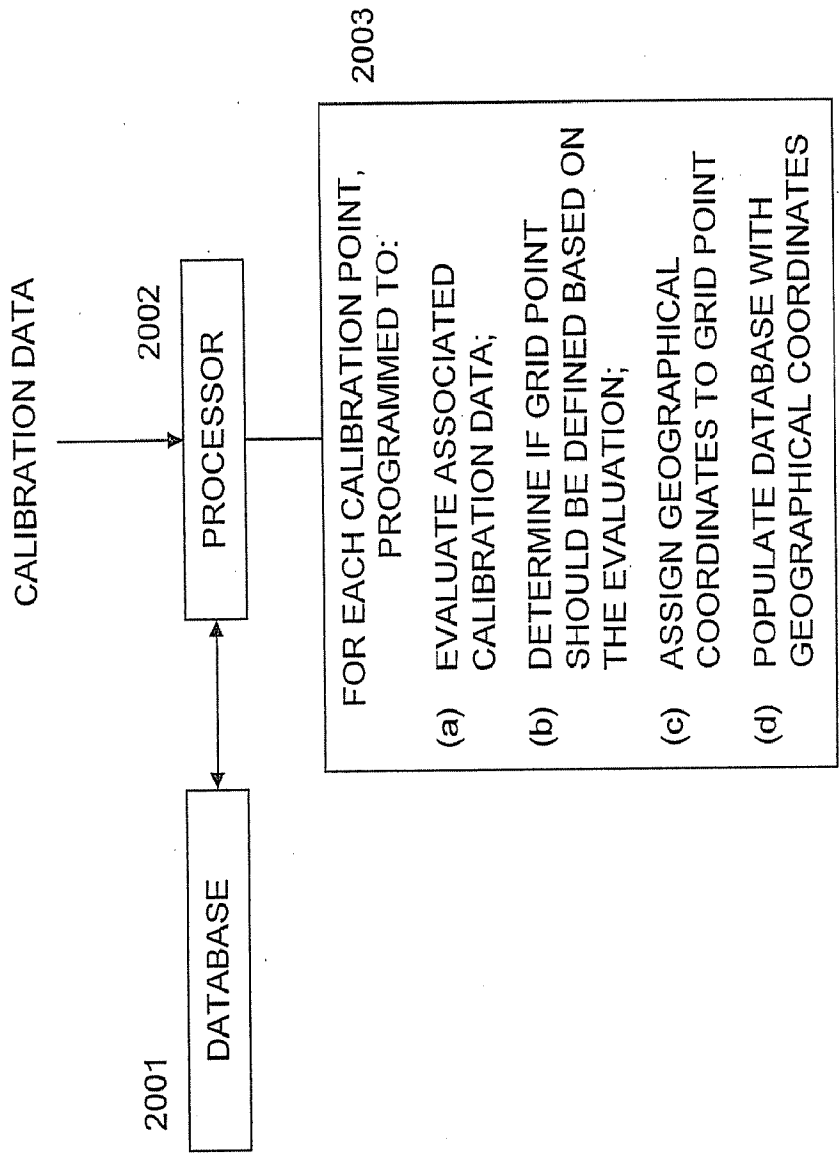 CALIBRATION DATA
2001
DATABASE
2002
PROCESSOR
2003
FOR EACH CALIBRATION POINT,
PROGRAMMED TO:
(a) EVALUATE ASSOCIATED
CALIBRATION DATA;
(b) DETERMINE IF GRID POINT
SHOULD BE DEFINED BASED ON
THE EVALUATION;
(c) ASSIGN GEOGRAPHICAL
COORDINATES TO GRID POINT
(d) POPULATE DATABASE WITH
GEOGRAPHICAL COORDINATES